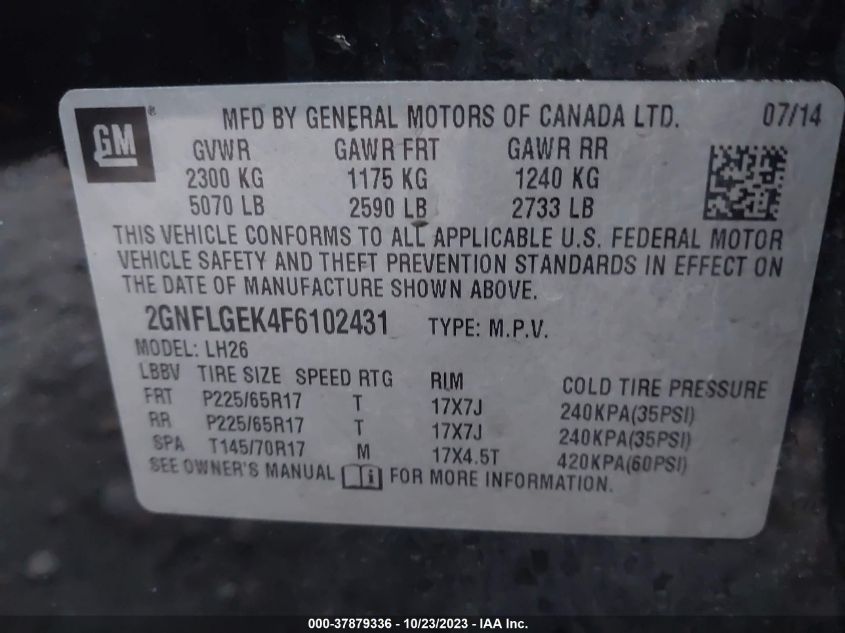 GM® MFD BY GENERAL MOTORS OF CANADA LTD. 07/14
GVWR GAWR FRT GAWR RR
2300 KG 1175 KG 1240 KG
5070 LB 2590 LB 2733 LB
THIS VEHICLE CONFORMS TO ALL APPLICABLE U.S. FEDERAL MOTOR
VEHICLE SAFETY AND THEFT PREVENTION STANDARDS IN EFFECT ON
THE DATE OF MANUFACTURE SHOWN ABOVE.
2GNFLGEK4F6102431 TYPE: M.P.V.
MODEL: LH26
LBBV TIRE SIZE SPEED RTG RIM COLD TIRE PRESSURE
FRT P225/65R17 T 17X7J 240KPA(35PSI)
RR P225/65R17 T 17X7J 240KPA(35PSI)
SPA T145/70R17 M 17X4.5T 420KPA(60PSI)
SEE OWNER'S MANUAL FOR MORE INFORMATION.
000-37879336 - 10/23/2023 - IAA Inc.